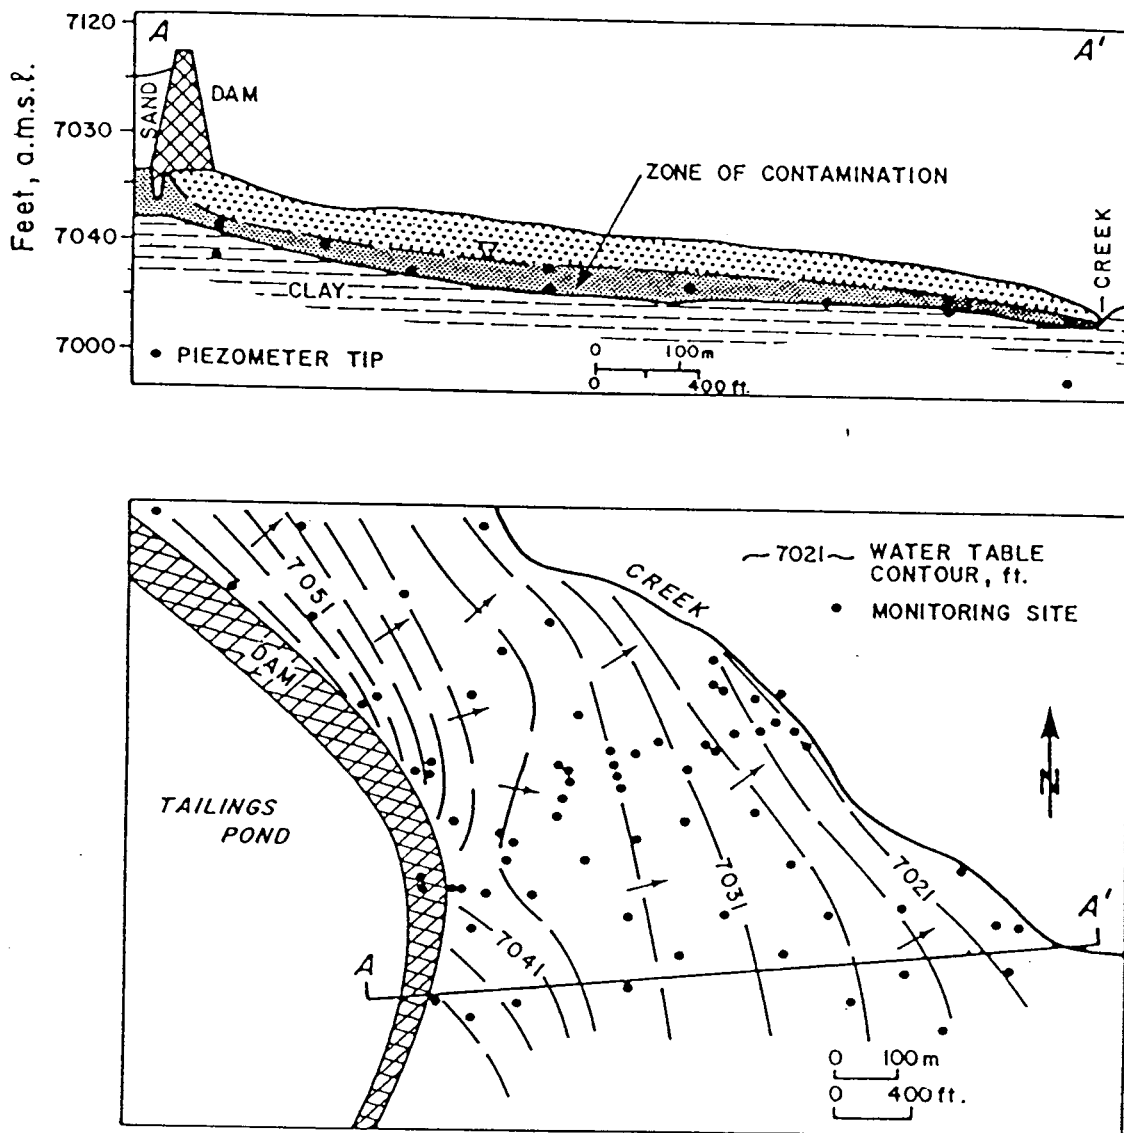 Feet, a.m.s.l.
7120
7030
7040
7000
A
A'
SAND
DAM
ZONE OF CONTAMINATION
CLAY
CREEK
• PIEZOMETER TIP
0 100m
0 400 ft.
7021 WATER TABLE
CONTOUR, ft.
• MONITORING SITE
CREEK
7051
DAM
N
TAILINGS
POND
7031
7021
7041
A
A'
0 100m
0 400 ft.